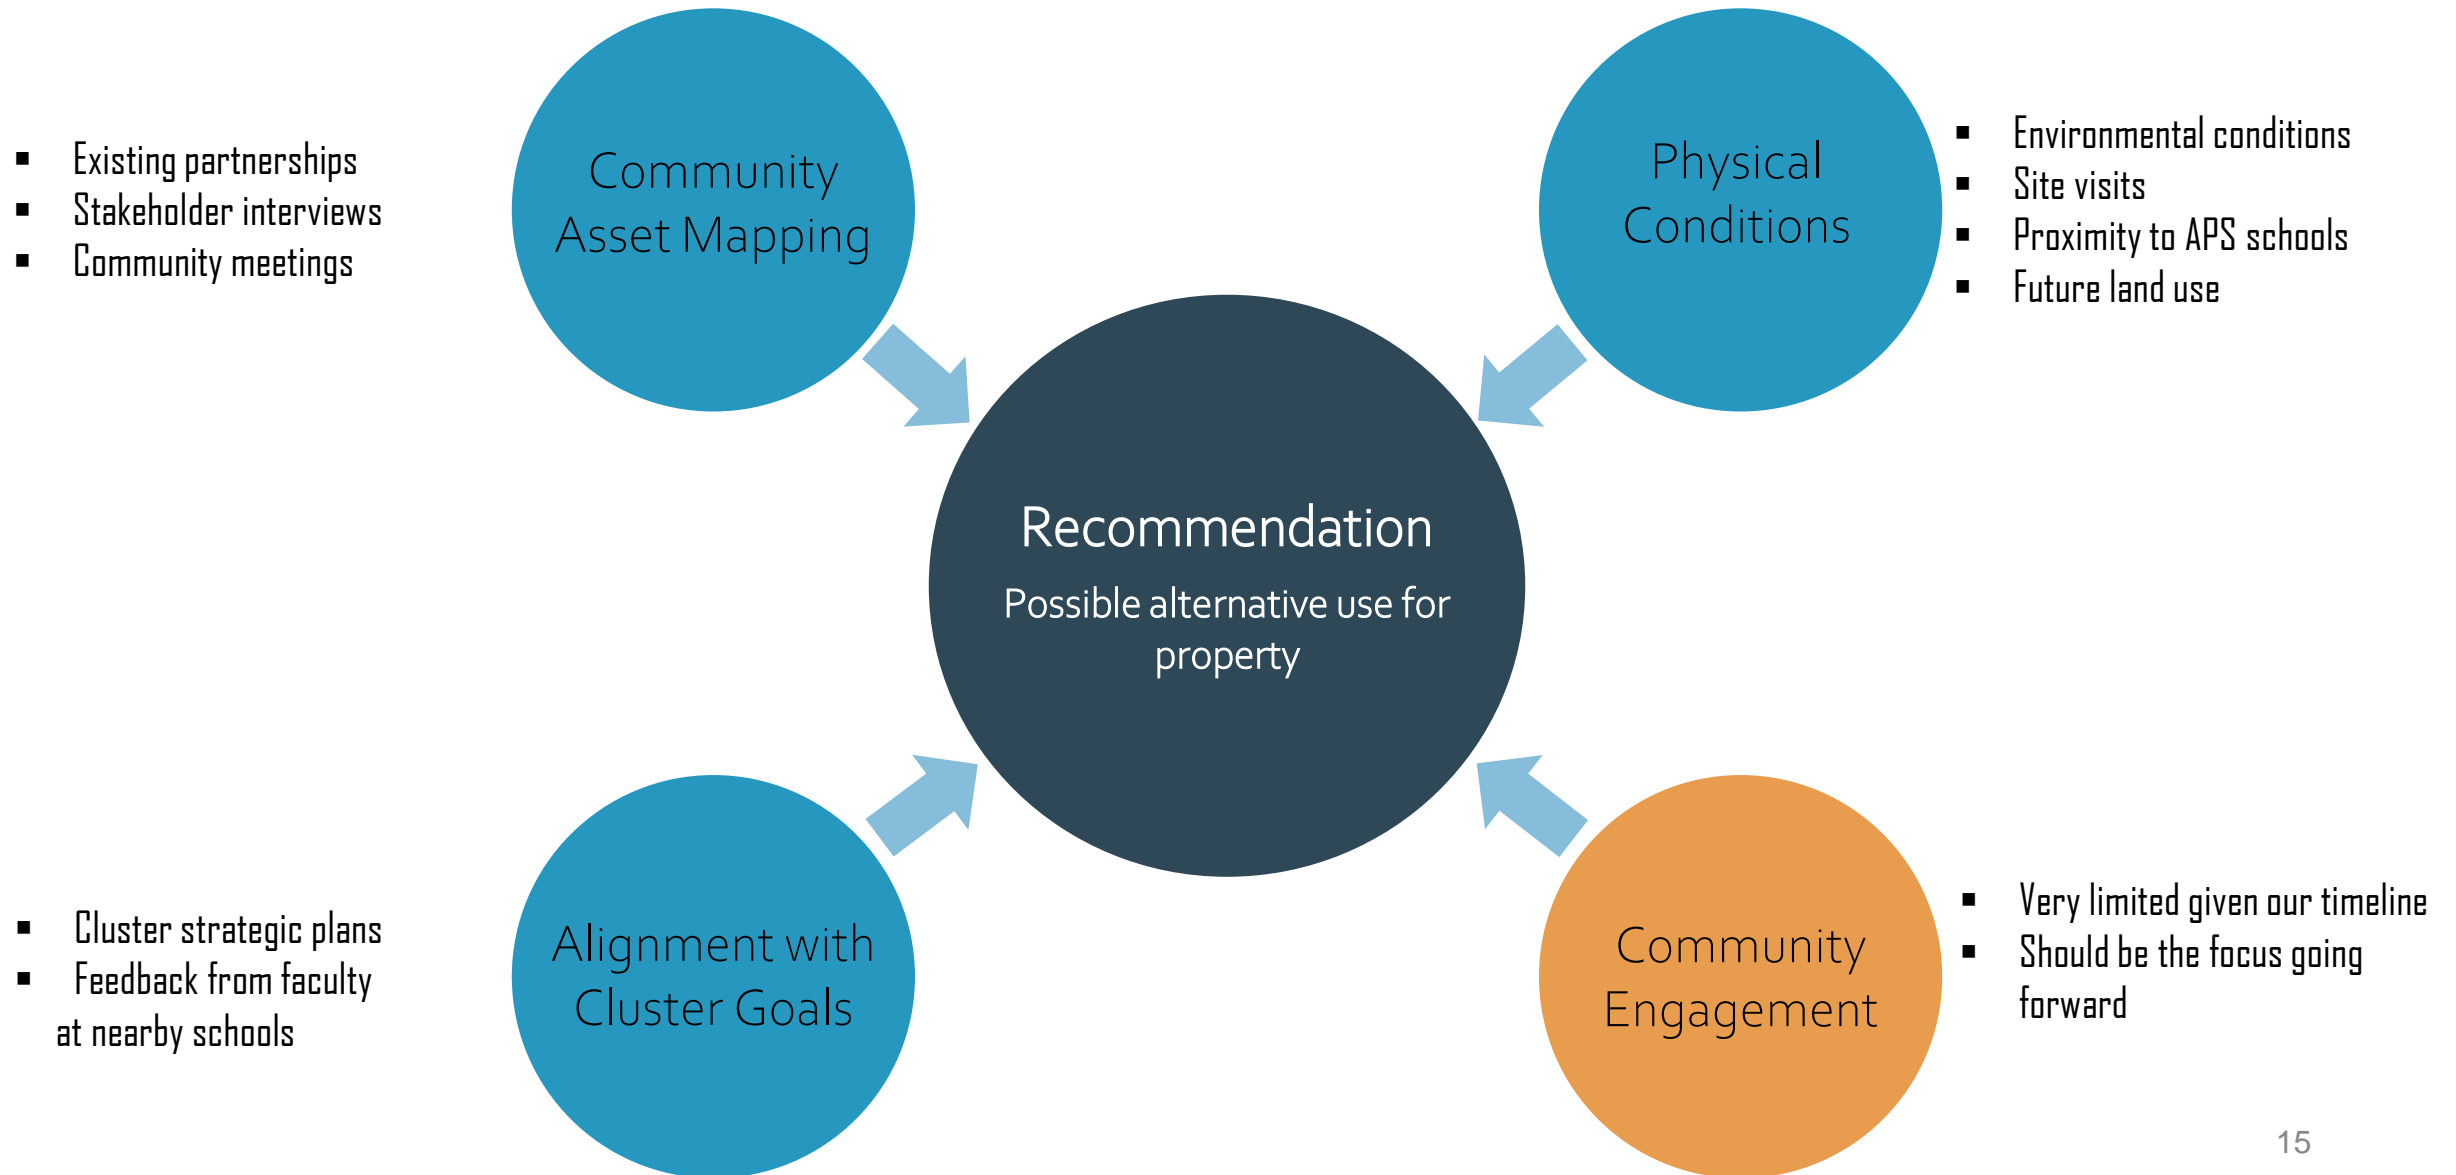 ▪ Existing partnerships
▪ Stakeholder interviews
▪ Community meetings
Community
Asset Mapping
Physical
Conditions
▪ Environmental conditions
▪ Site visits
▪ Proximity to APS schools
▪ Future land use
Recommendation
Possible alternative use for
property
▪ Cluster strategic plans
▪ Feedback from faculty
at nearby schools
Alignment with
Cluster Goals
Community
Engagement
▪ Very limited given our timeline
▪ Should be the focus going
forward
15